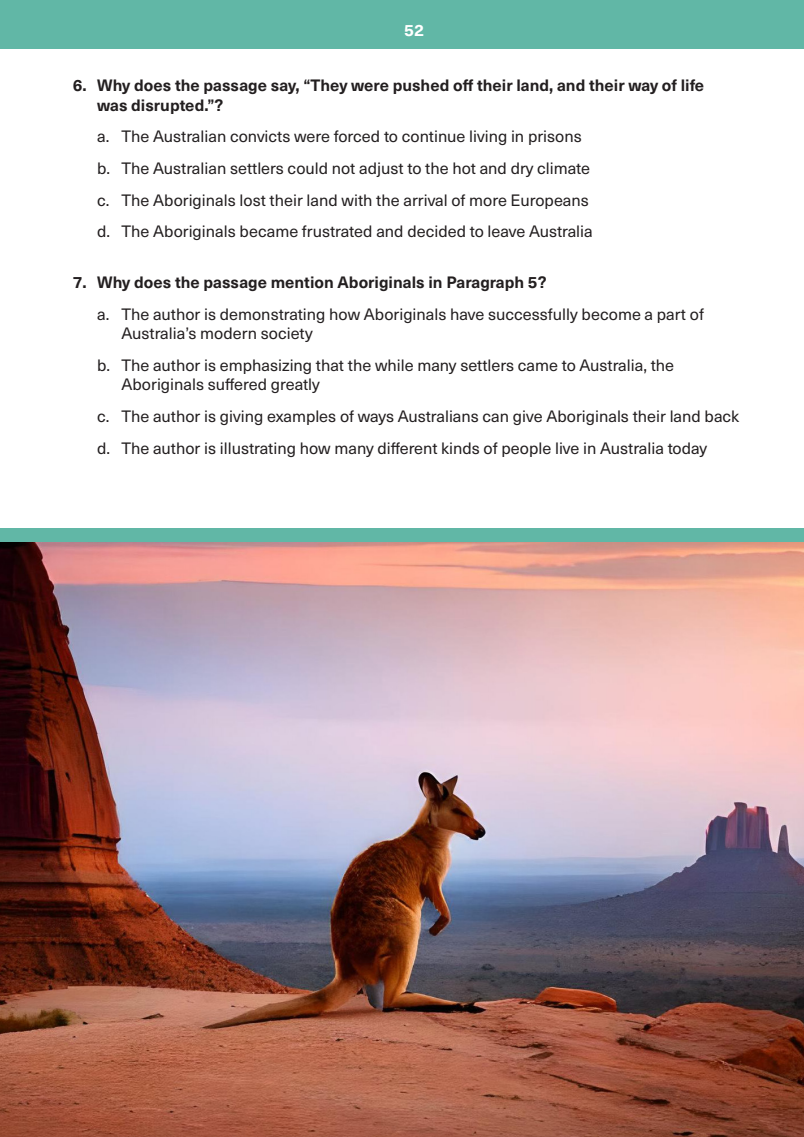 52
6. Why does the passage say, “They were pushed off their land, and their way of life
was disrupted.”?
a. The Australian convicts were forced to continue living in prisons
b. The Australian settlers could not adjust to the hot and dry climate
c. The Aboriginals lost their land with the arrival of more Europeans
d. The Aboriginals became frustrated and decided to leave Australia
7. Why does the passage mention Aboriginals in Paragraph 5?
a. The author is demonstrating how Aboriginals have successfully become a part of
Australia’s modern society
b. The author is emphasizing that the while many settlers came to Australia, the
Aboriginals suffered greatly
c. The author is giving examples of ways Australians can give Aboriginals their land back
d. The author is illustrating how many different kinds of people live in Australia today